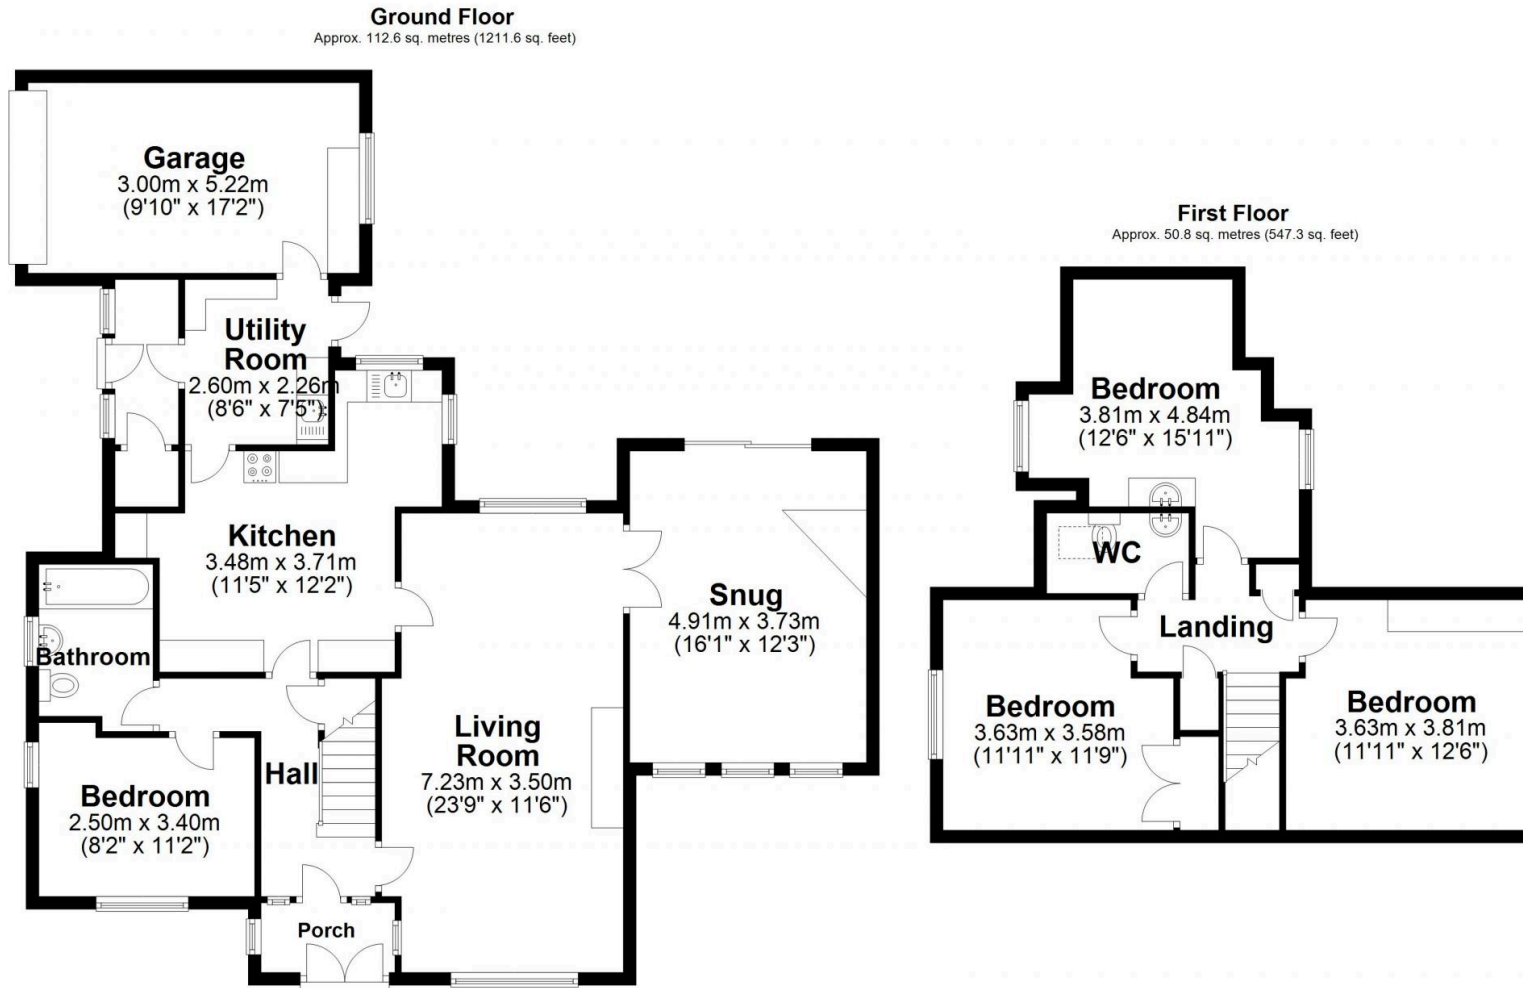 Ground Floor
Approx. 112.6 sq. metres (1211.6 sq. feet)
Garage
3.00m x 5.22m
(9'10" x 17'2")
Utility
Room
2.60m x 2.26m
(8'6" x 7'5")
Kitchen
3.48m x 3.71m
(11'5" x 12'2")
Snug
4.91m x 3.73m
(16'1" x 12'3")
Bathroom
Living
Room
7.23m x 3.50m
(23'9" x 11'6")
Hall
Bedroom
2.50m x 3.40m
(8'2" x 11'2")
Porch
First Floor
Approx. 50.8 sq. metres (547.3 sq. feet)
Bedroom
3.81m x 4.84m
(12'6" x 15'11")
WC
Landing
Bedroom
3.63m x 3.58m
(11'11" x 11'9")
Bedroom
3.63m x 3.81m
(11'11" x 12'6")